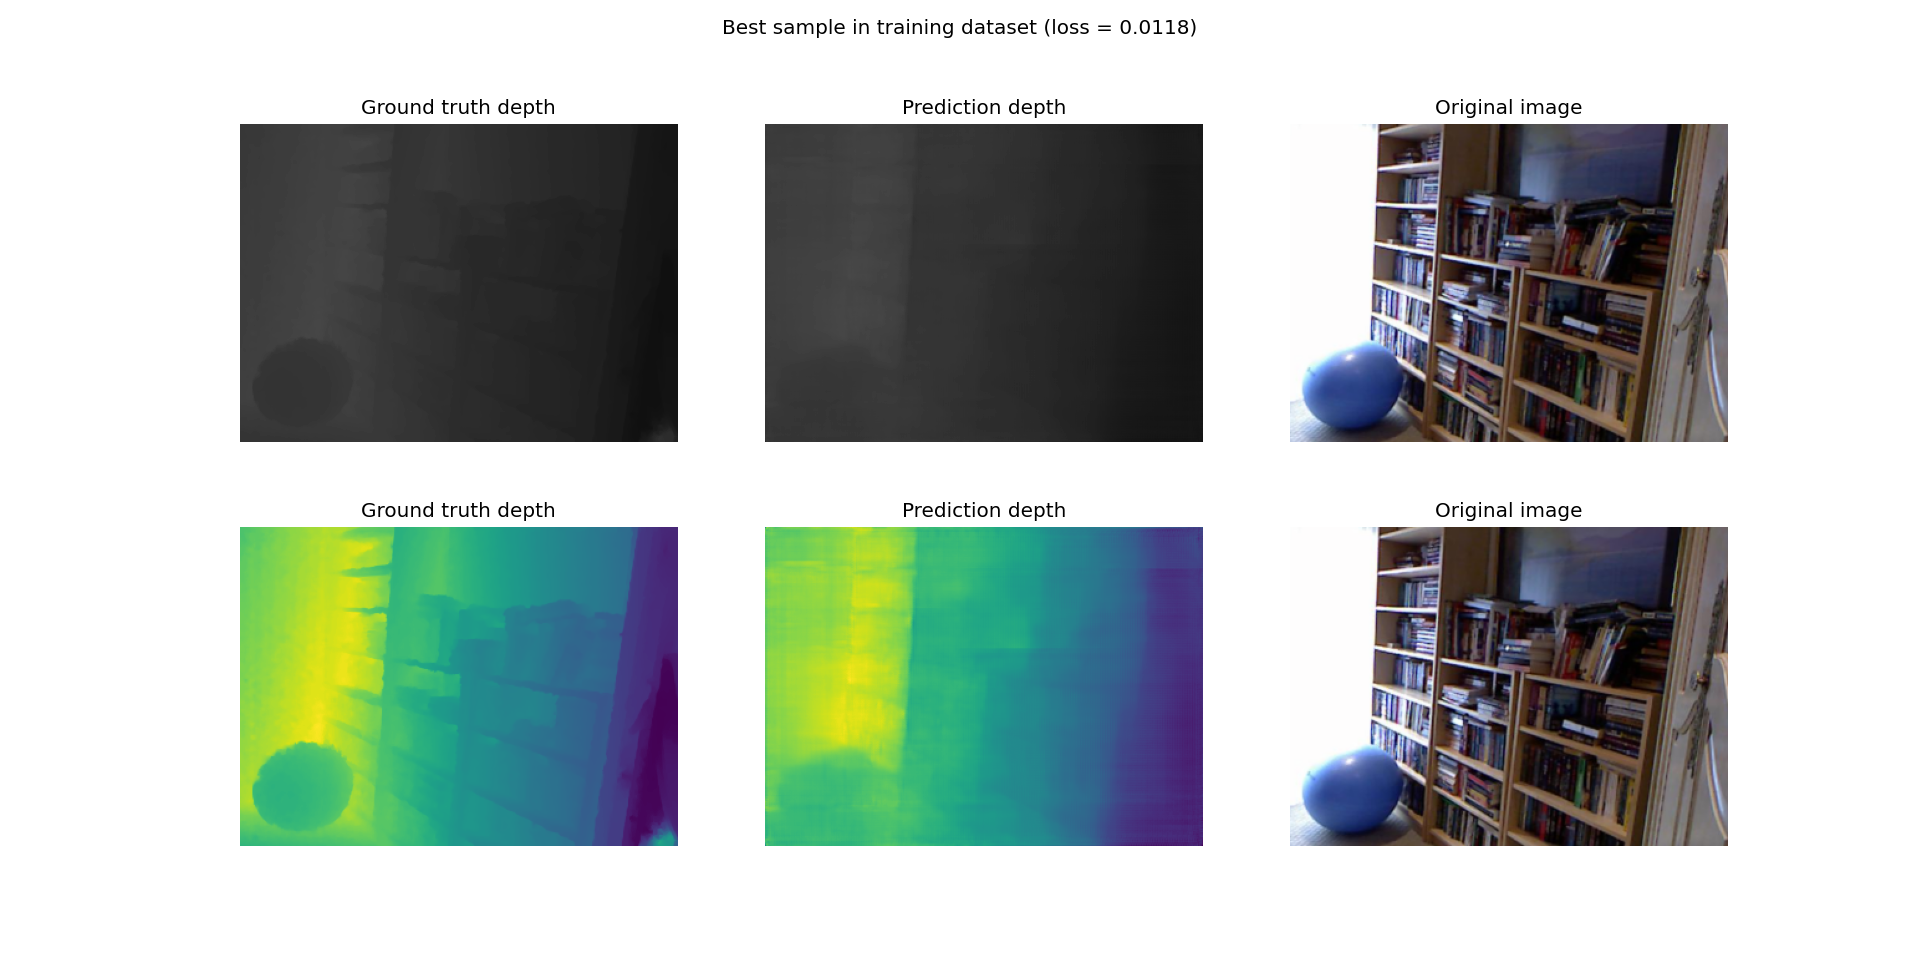 Best sample in training dataset (loss = 0.0118)
Ground truth depth
Prediction depth
Original image
Ground truth depth
Prediction depth
Original image